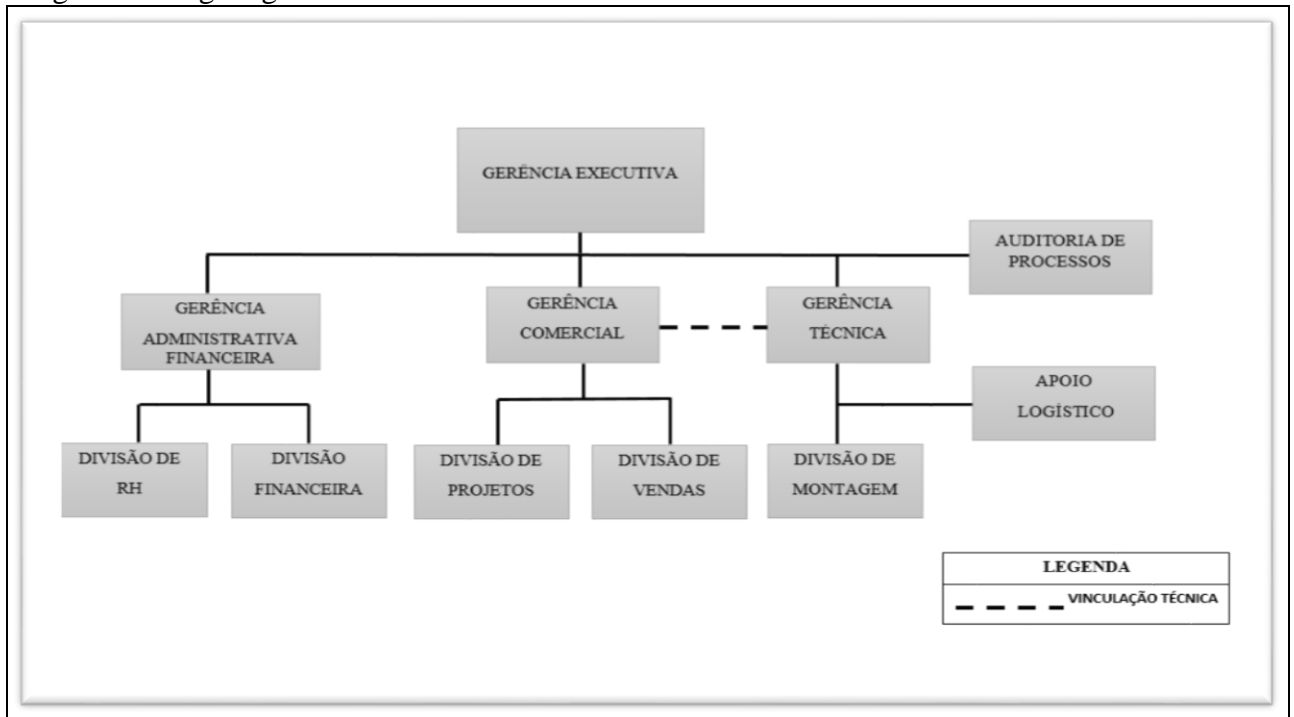 GERÊNCIA EXECUTIVA
AUDITORIA DE
PROCESSOS
GERÊNCIA
ADMINISTRATIVA
FINANCEIRA
GERÊNCIA
COMERCIAL
GERÊNCIA
TÉCNICA
APOIO
LOGÍSTICO
DIVISÃO DE
RH
DIVISÃO
FINANCEIRA
DIVISÃO DE
PROJETOS
DIVISÃO DE
VENDAS
DIVISÃO DE
MONTAGEM
LEGENDA
VINCULAÇÃO TÉCNICA